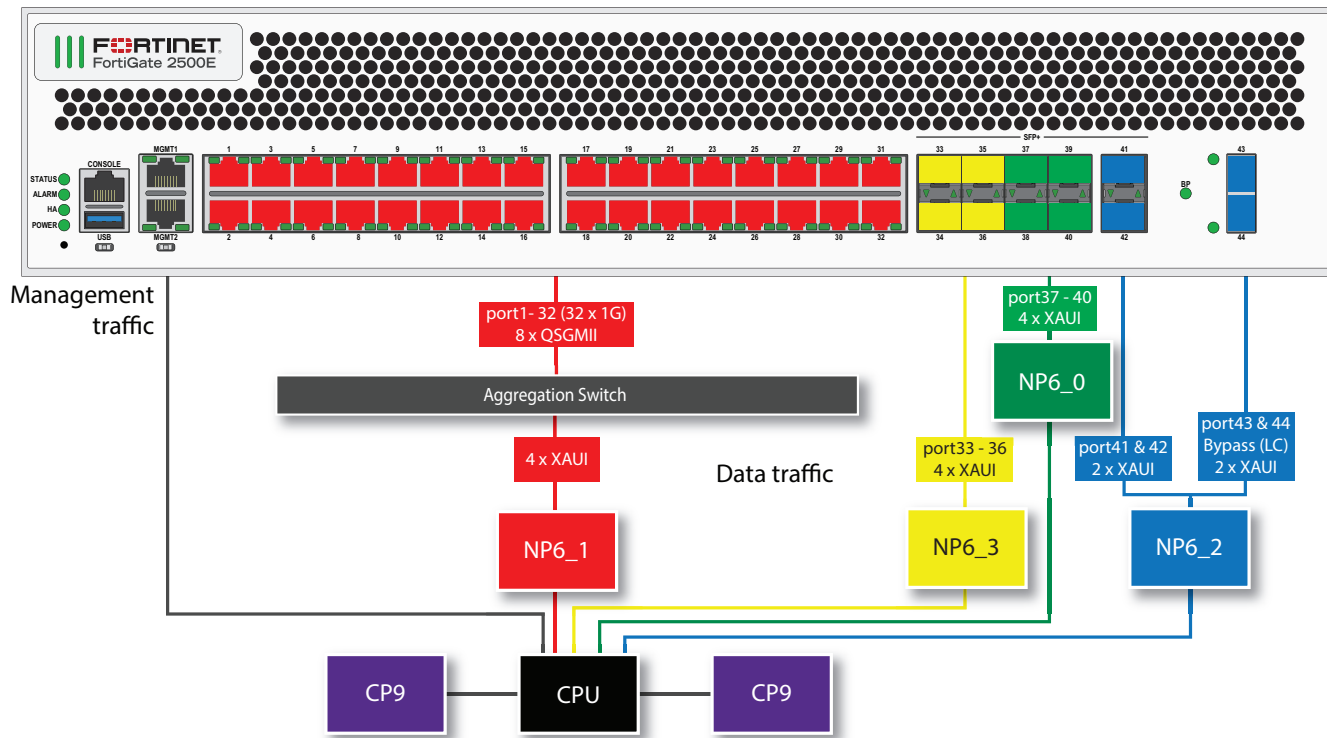 FORTINET
FortiGate 2500E
SFP+
MGMT1 1 3 5 7 9 11 13 15 17 19 21 23 25 27 29 31 33 35 37 39 41 43
CONSOLE
STATUS
ALARM
HA
POWER
BP
USB
MGMT2 2 4 6 8 10 12 14 16 18 20 22 24 26 28 30 32 34 36 38 40 42 44
Management
traffic
port1- 32 (32 x 1G)
8 x QSGMII
port37 - 40
4 x XAUI
NP6_0
Aggregation Switch
4 x XAUI
Data traffic
port33 - 36
4 x XAUI
port41 & 42
2 x XAUI
port43 & 44
Bypass (LC)
2 x XAUI
NP6_1
NP6_3
NP6_2
CP9
CPU
CP9